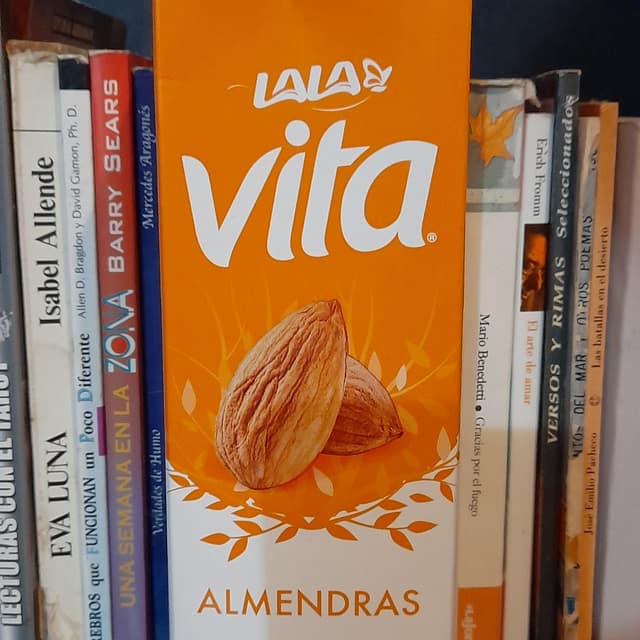 LECTURAS CON EL TAROT
Isabel Allende
EVA LUNA
Allen D. Bragdon y David Gamon, Ph. D.
EBROS que FUNCIONAN un Poco Diferente
BARRY SEARS
UNA SEMANA EN LA ZONA
Mercedes Aragonés
Verdades de Humo
LALA
vita®
ALMENDRAS
Mario Benedetti • Gracias por el fuego
Erich Fromm
El arte de amar
VERSOS Y RIMAS Seleccionados
DEL MAR Y OTROS POEMAS
José Emilio Pacheco
Las batallas en el desierto